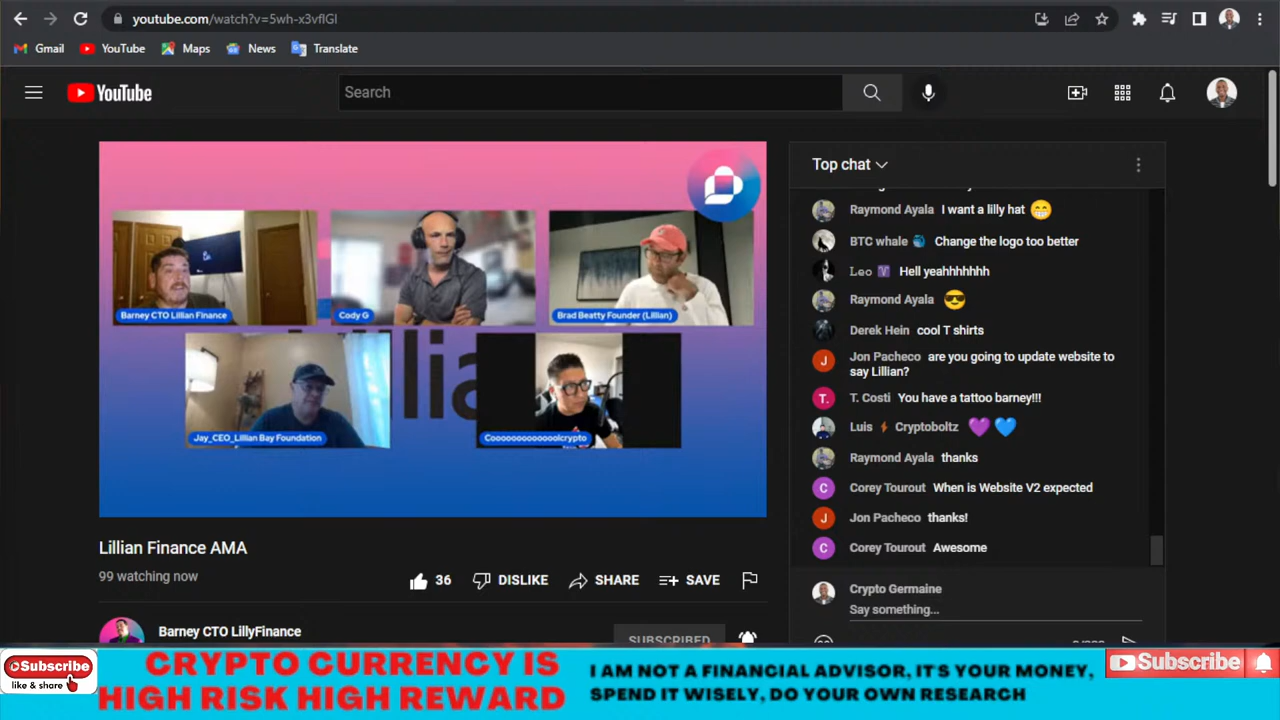 youtube.com/watch?v=5wh-x3vflGI
Gmail YouTube Maps News Translate
YouTube
Search
Barney CTO Lillian Finance
Cody G
Brad Beatty Founder (Lillian)
Jay_CEO_Lillian Bay Foundation
Cooooooooooooolcrypto
Lillian Finance AMA
99 watching now
36 DISLIKE SHARE SAVE
Barney CTO LillyFinance
SUBSCRIBED
Top chat
Raymond Ayala I want a lilly hat 😁
BTC whale Change the logo too better
Leo Hell yeahhhhhhh
Raymond Ayala 😎
Derek Hein cool T shirts
Jon Pacheco are you going to update website to
say Lillian?
T. Costi You have a tattoo barney!!!
Luis ⚡ Cryptoboltz 💜 💙
Raymond Ayala thanks
Corey Tourout When is Website V2 expected
Jon Pacheco thanks!
Corey Tourout Awesome
Crypto Germaine
Say something...
Subscribe
like & share
CRYPTO CURRENCY IS
HIGH RISK HIGH REWARD
I AM NOT A FINANCIAL ADVISOR, IT'S YOUR MONEY,
SPEND IT WISELY, DO YOUR OWN RESEARCH
Subscribe